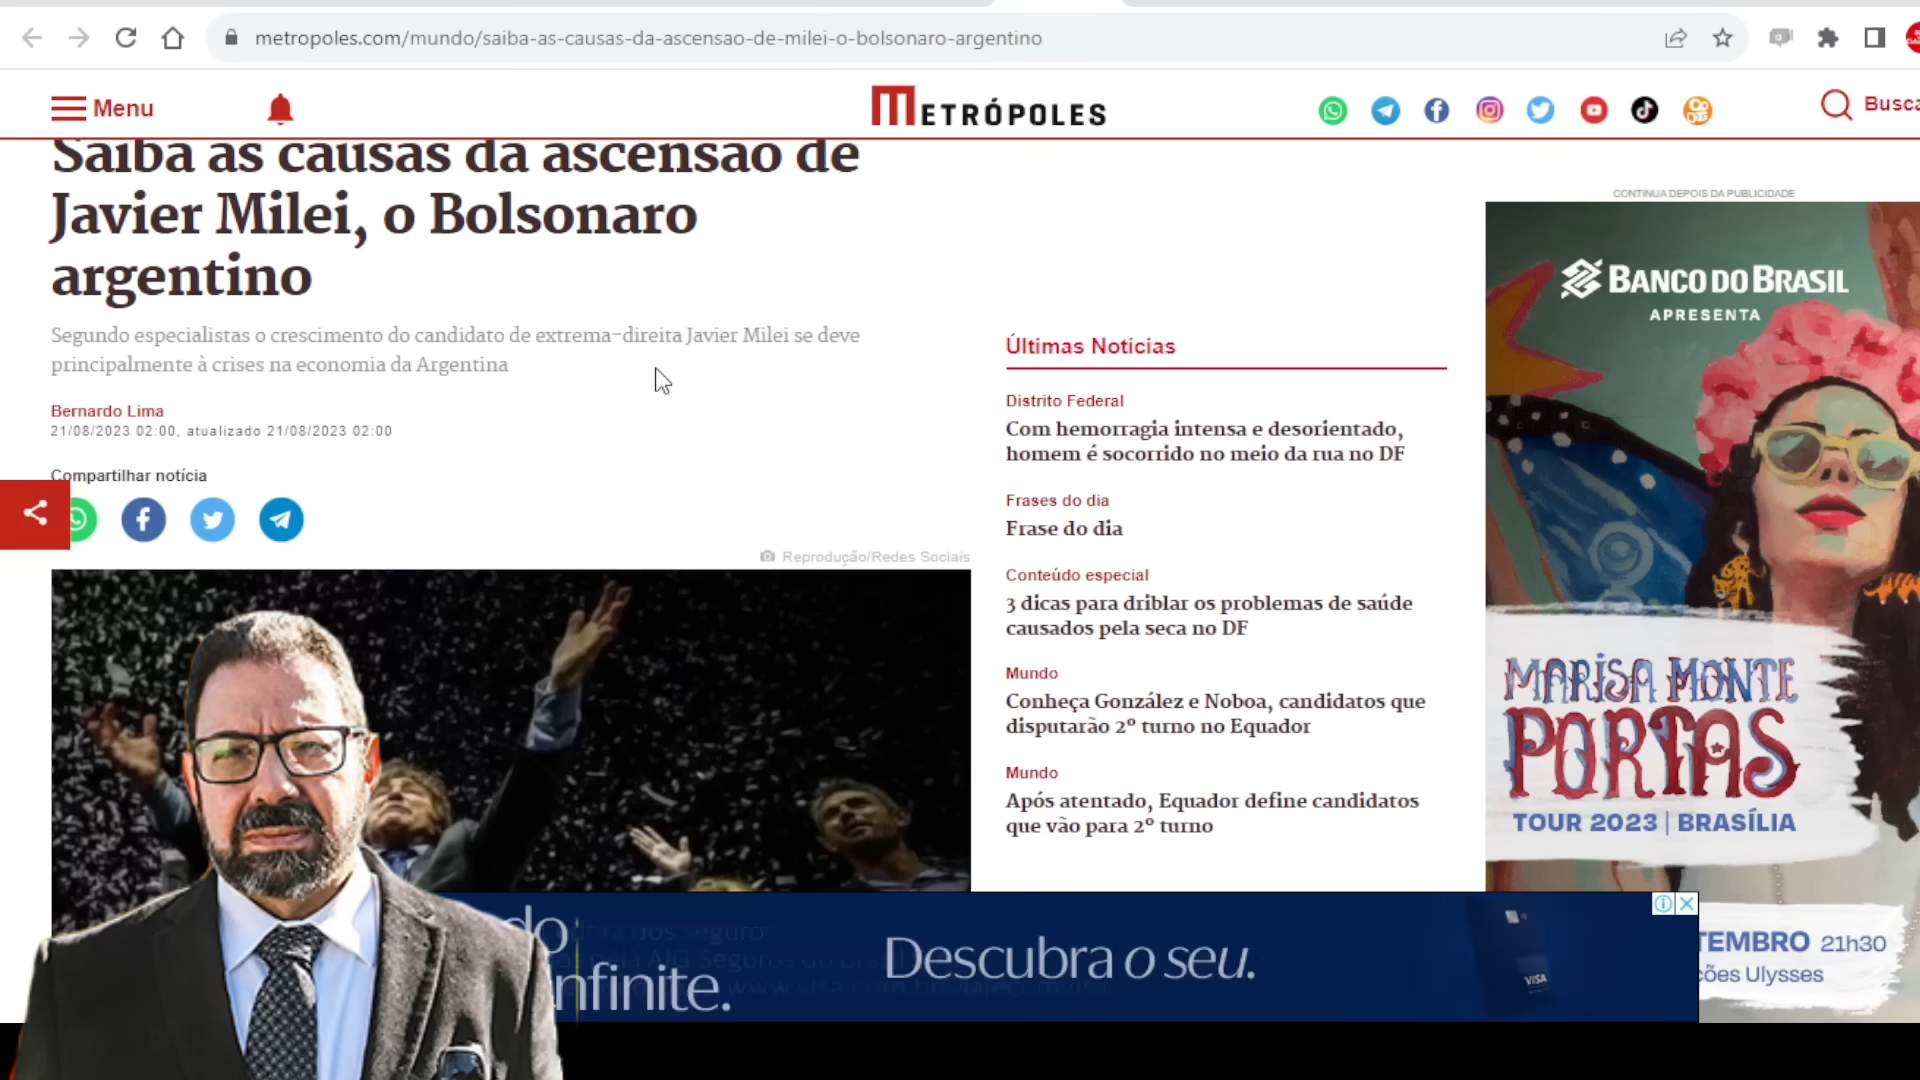 metropoles.com/mundo/saiba-as-causas-da-ascensao-de-milei-o-bolsonaro-argentino
Menu
METRÓPOLES
Busca
Saiba as causas da ascensão de
Javier Milei, o Bolsonaro
argentino
Segundo especialistas o crescimento do candidato de extrema-direita Javier Milei se deve
principalmente à crises na economia da Argentina
Bernardo Lima
21/08/2023 02:00, atualizado 21/08/2023 02:00
Compartilhar notícia
Reprodução/Redes Sociais
Últimas Notícias
Distrito Federal
Com hemorragia intensa e desorientado,
homem é socorrido no meio da rua no DF
Frases do dia
Frase do dia
Conteúdo especial
3 dicas para driblar os problemas de saúde
causados pela seca no DF
Mundo
Conheça González e Noboa, candidatos que
disputarão 2º turno no Equador
Mundo
Após atentado, Equador define candidatos
que vão para 2º turno
CONTINUA DEPOIS DA PUBLICIDADE
BANCO DO BRASIL
APRESENTA
MARISA MONTE
PORTAS
TOUR 2023 | BRASÍLIA
TEMBRO 21h30
ções Ulysses
do
nfinite.
Descubra o seu.
VISA